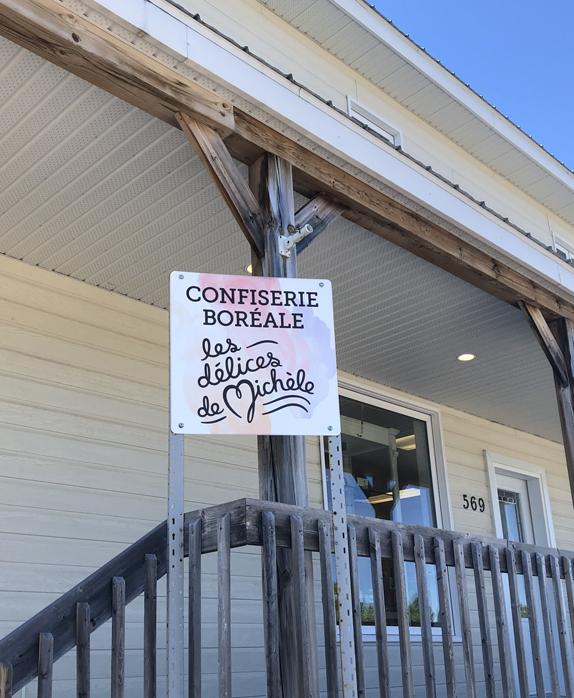 CONFISERIE
BORÉALE
les
délices
de Michèle
569